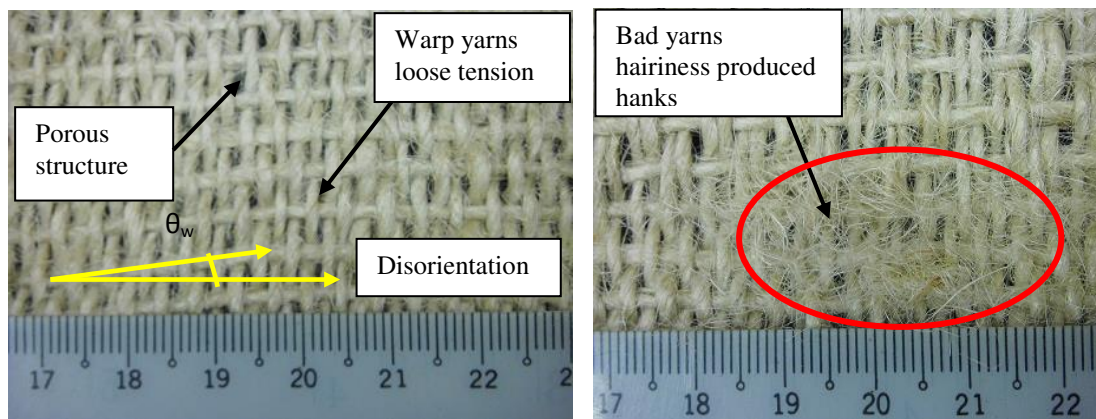 Warp yarns
loose tension
Porous
structure
θw
Disorientation
17 18 19 20 21 22 2
Bad yarns
hairiness produced
hanks
17 18 19 20 21 22